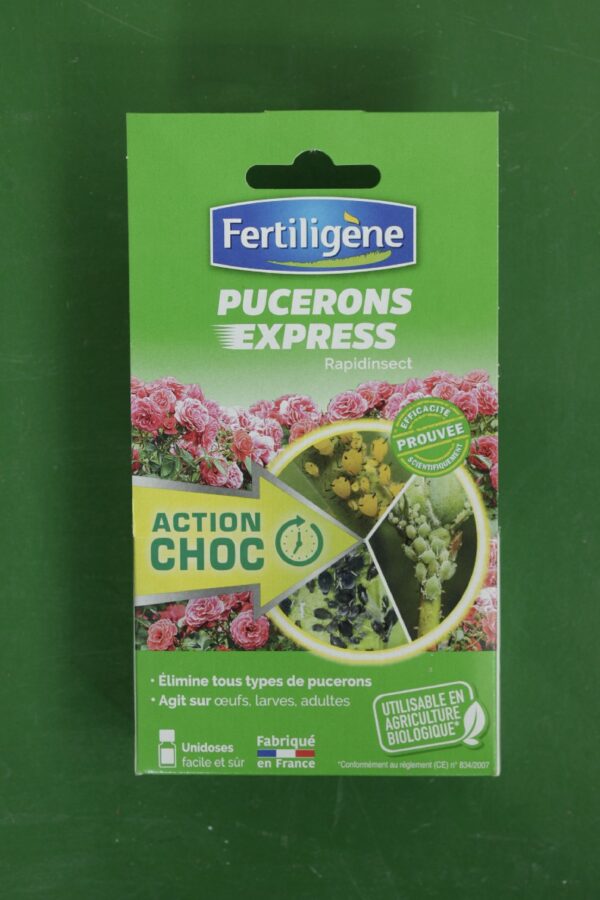 Fertiligène
PUCERONS
EXPRESS
Rapidinsect
EFFICACITÉ
PROUVÉE
SCIENTIFIQUEMENT
ACTION
CHOC
• Élimine tous types de pucerons
• Agit sur œufs, larves, adultes
UTILISABLE EN
AGRICULTURE
BIOLOGIQUE*
Unidoses
facile et sûr
Fabriqué
en France
*Conformément au règlement (CE) n° 834/2007